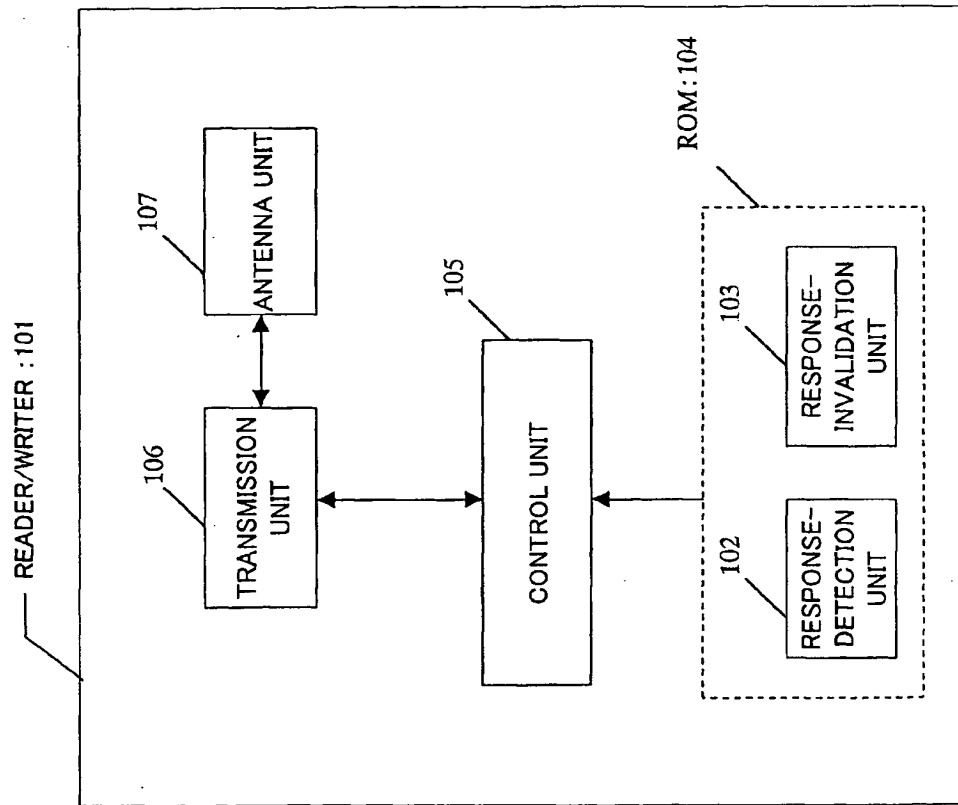 READER/WRITER :101
106
TRANSMISSION
UNIT
107
ANTENNA UNIT
105
CONTROL UNIT
ROM:104
102
RESPONSE-
DETECTION
UNIT
103
RESPONSE-
INVALIDATION
UNIT